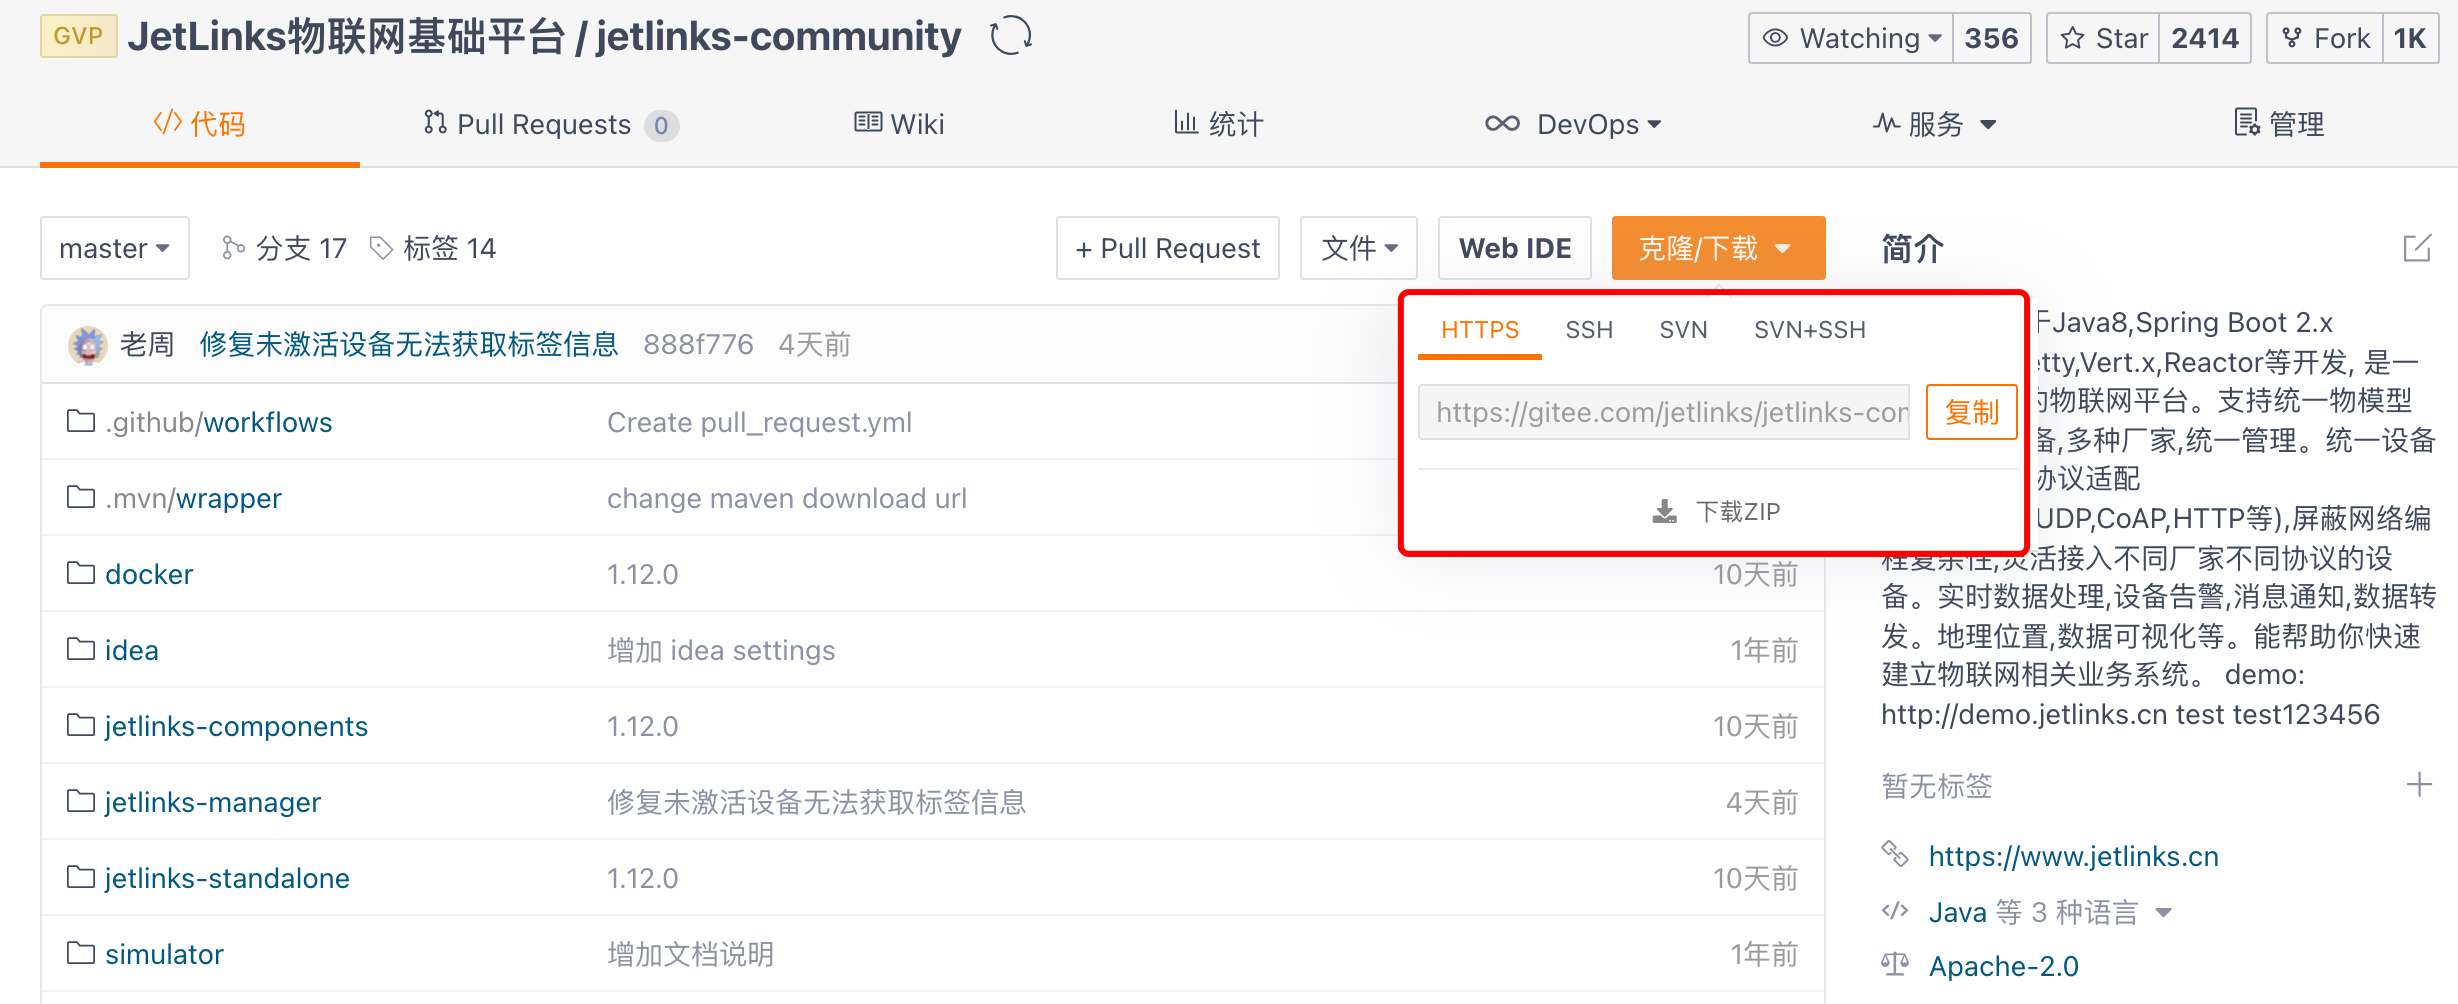 GVP JetLinks物联网基础平台 / jetlinks-community
Watching 356 Star 2414 Fork 1K
代码 Pull Requests 0 Wiki 统计 DevOps 服务 管理
master 分支 17 标签 14 + Pull Request 文件 Web IDE 克隆/下载
老周 修复未激活设备无法获取标签信息 888f776 4天前
HTTPS SSH SVN SVN+SSH
https://gitee.com/jetlinks/jetlinks-com 复制
下载ZIP
.github/workflows Create pull_request.yml
.mvn/wrapper change maven download url
docker 1.12.0 10天前
idea 增加 idea settings 1年前
jetlinks-components 1.12.0 10天前
jetlinks-manager 修复未激活设备无法获取标签信息 4天前
jetlinks-standalone 1.12.0 10天前
simulator 增加文档说明 1年前
简介
Java8,Spring Boot 2.x
tty,Vert.x,Reactor等开发, 是一
物联网平台。支持统一物模型
备,多种厂家,统一管理。统一设备
协议适配
UDP,CoAP,HTTP等),屏蔽网络编
程复杂性,灵活接入不同厂家不同协议的设
备。实时数据处理,设备告警,消息通知,数据转
发。地理位置,数据可视化等。能帮助你快速
建立物联网相关业务系统。 demo:
http://demo.jetlinks.cn test test123456
暂无标签
https://www.jetlinks.cn
Java 等 3 种语言
Apache-2.0